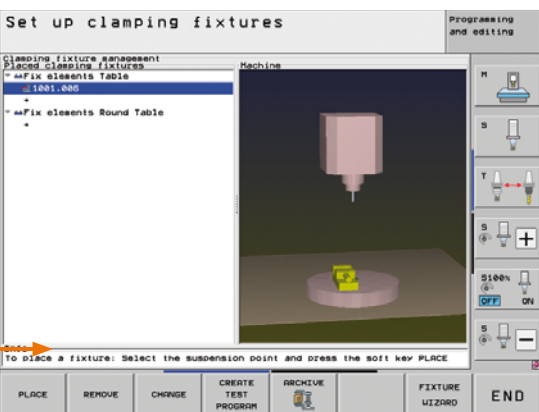 Set up clamping fixtures
Programming
and editing
Clamping fixture management
Placed clamping fixtures
Machine
Fix elements Table
1001.006
+
Fix elements Round Table
+
To place a fixture: Select the suspension point and press the soft key PLACE
M
S
T
S
+
S100%
OFF ON
S
-
PLACE
REMOVE
CHANGE
CREATE
TEST
PROGRAM
ARCHIVE
FIXTURE
WIZARD
END